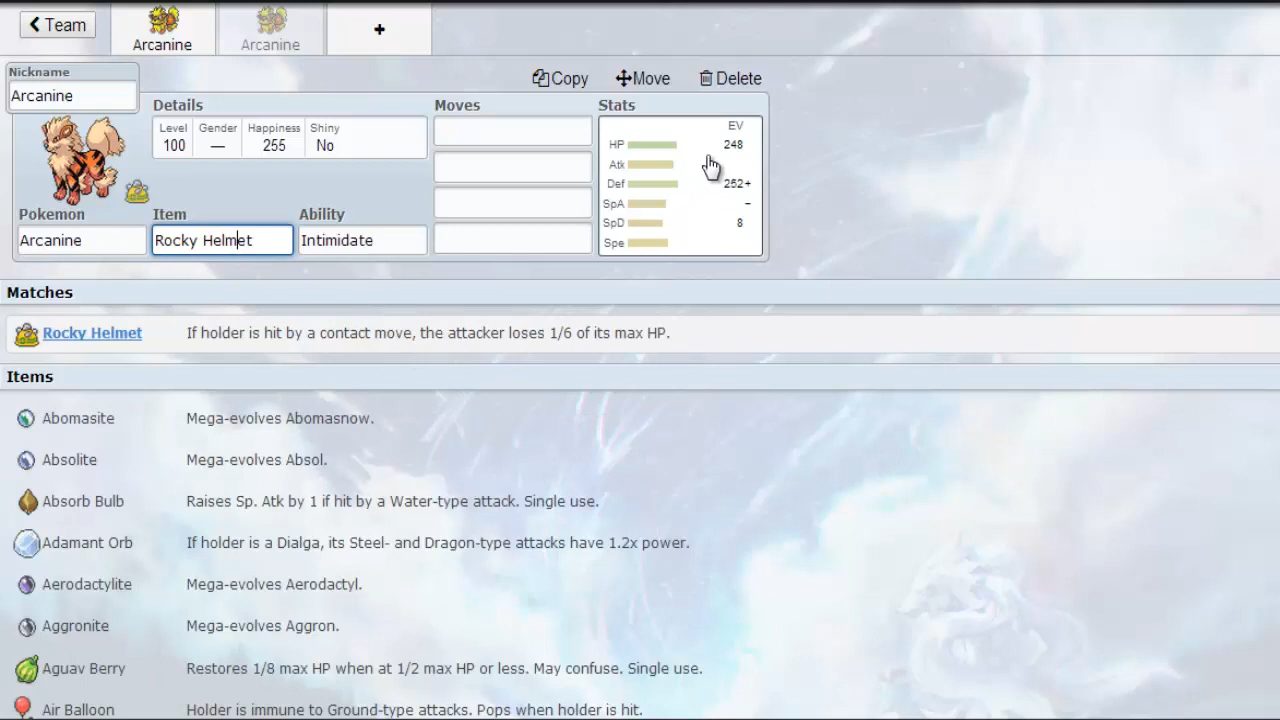 Team
Arcanine
Arcanine
+
Nickname
Arcanine
Copy
Move
Delete
Details
Moves
Stats
Level
Gender
Happiness
Shiny
100
—
255
No
EV
HP 248
Atk
Def 252+
SpA –
SpD 8
Spe
Pokemon
Item
Ability
Arcanine
Rocky Helmet
Intimidate
Matches
Rocky Helmet If holder is hit by a contact move, the attacker loses 1/6 of its max HP.
Items
Abomasite Mega-evolves Abomasnow.
Absolite Mega-evolves Absol.
Absorb Bulb Raises Sp. Atk by 1 if hit by a Water-type attack. Single use.
Adamant Orb If holder is a Dialga, its Steel- and Dragon-type attacks have 1.2x power.
Aerodactylite Mega-evolves Aerodactyl.
Aggronite Mega-evolves Aggron.
Aguav Berry Restores 1/8 max HP when at 1/2 max HP or less. May confuse. Single use.
Air Balloon Holder is immune to Ground-type attacks. Pops when holder is hit.